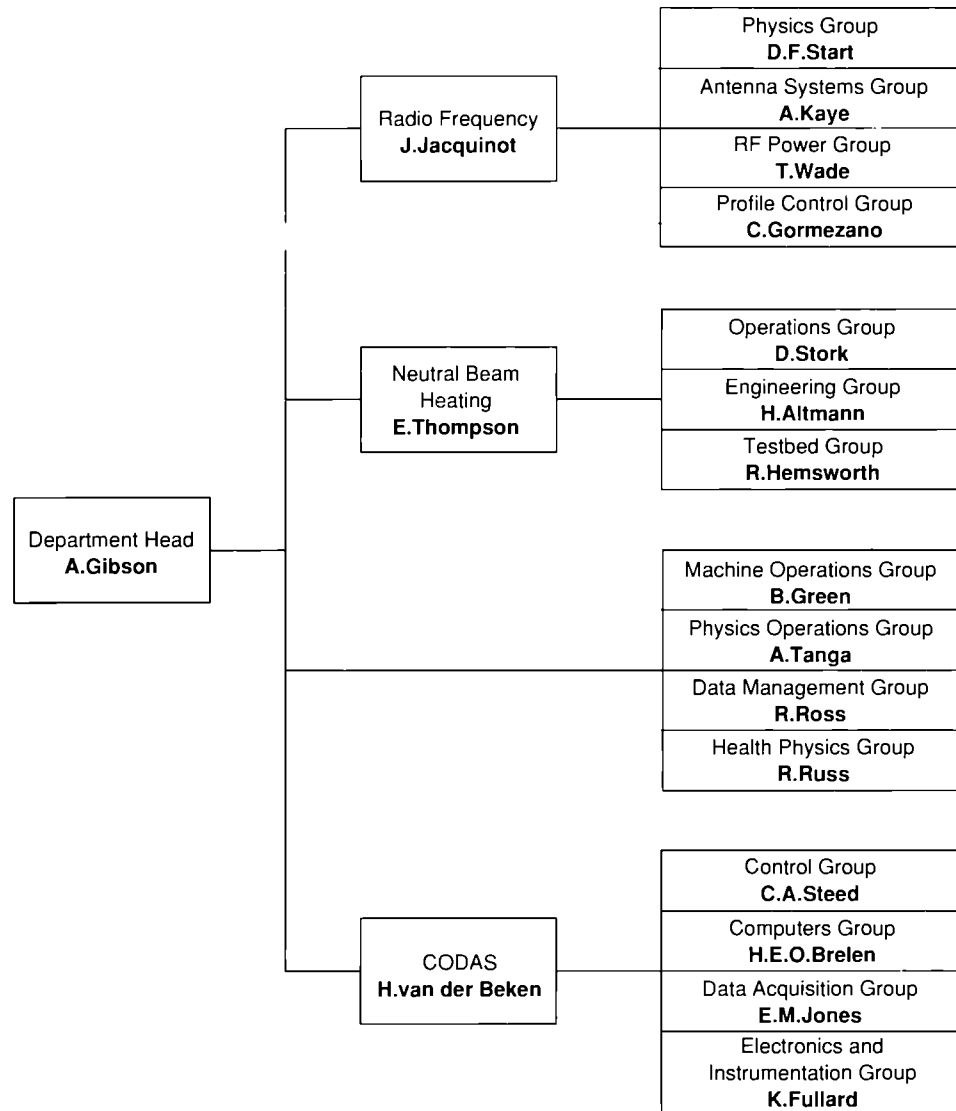 Physics Group
D.F.Start
Antenna Systems Group
A.Kaye
RF Power Group
T.Wade
Profile Control Group
C.Gormezano
Radio Frequency
J.Jacquinot
Operations Group
D.Stork
Engineering Group
H.Altmann
Testbed Group
R.Hemsworth
Neutral Beam
Heating
E.Thompson
Department Head
A.Gibson
Machine Operations Group
B.Green
Physics Operations Group
A.Tanga
Data Management Group
R.Ross
Health Physics Group
R.Russ
Control Group
C.A.Steed
Computers Group
H.E.O.Brelen
Data Acquisition Group
E.M.Jones
Electronics and
Instrumentation Group
K.Fullard
CODAS
H.van der Beken